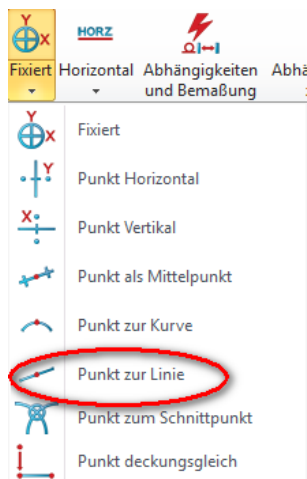 HORZ
Fixiert Horizontal Abhängigkeiten Abhä
und Bemaßung
Fixiert
Punkt Horizontal
Punkt Vertikal
Punkt als Mittelpunkt
Punkt zur Kurve
Punkt zur Linie
Punkt zum Schnittpunkt
Punkt deckungsgleich